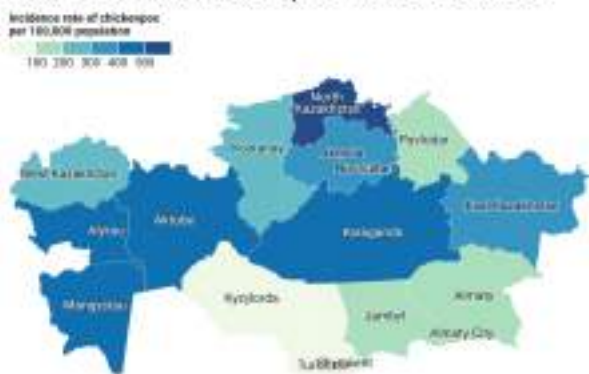 Incidence rate of chickenpox
per 100,000 population
100 200 300 400 500
North
Kazakhstan
Kostanay
Pavlodar
Akmola
Nur-Sultan
West Kazakhstan
East Kazakhstan
Atyrau
Aktobe
Karaganda
Mangystau
Kyzylorda
Almaty
Jambyl
Almaty City